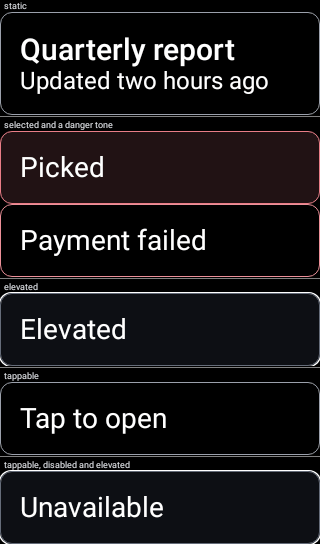 static
Quarterly report
Updated two hours ago
selected and a danger tone
Picked
Payment failed
elevated
Elevated
tappable
Tap to open
tappable, disabled and elevated
Unavailable